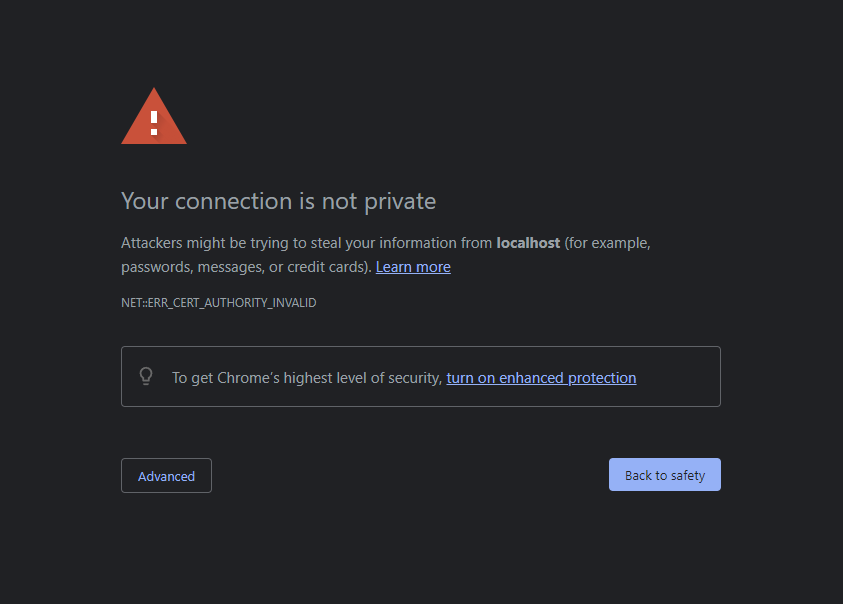 Your connection is not private
Attackers might be trying to steal your information from localhost (for example,
passwords, messages, or credit cards). Learn more
NET::ERR_CERT_AUTHORITY_INVALID
To get Chrome’s highest level of security, turn on enhanced protection
Advanced
Back to safety